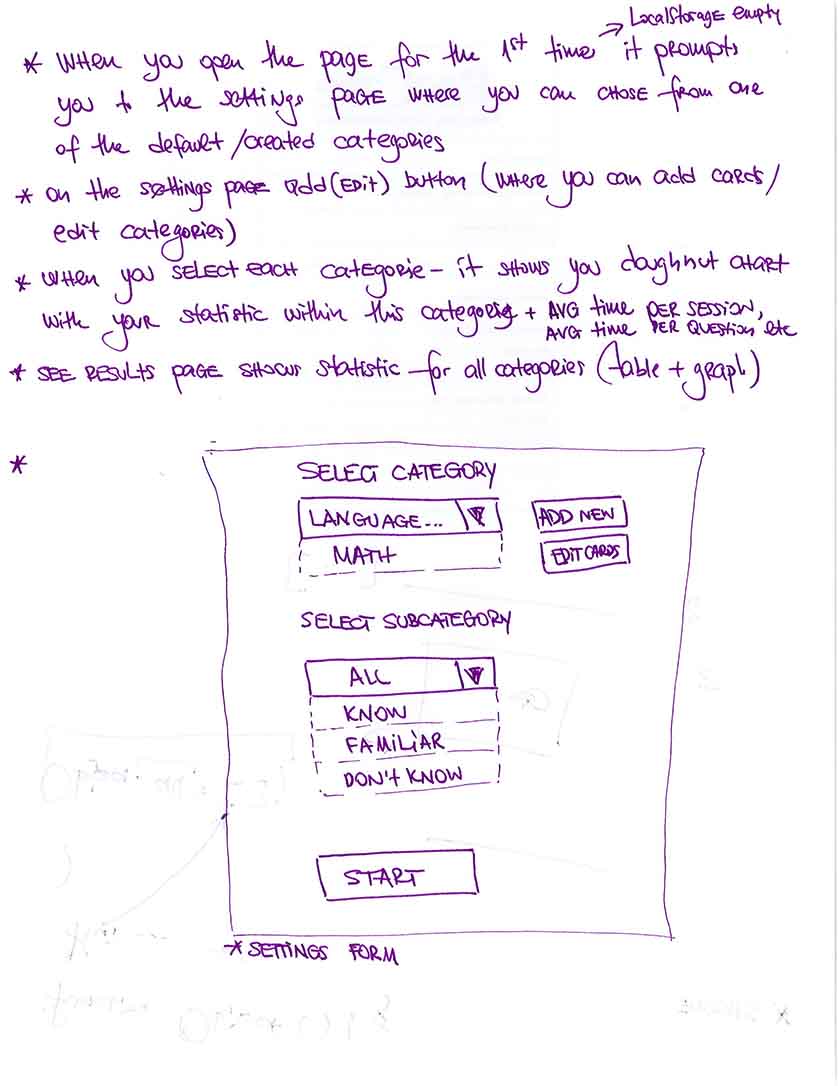 → LocalStorage empty
* When you open the page for the 1st time it prompts
you to the settings page where you can chose from one
of the default/created categories
* on the settings page add (Edit) button (where you can add cards/
edit categories)
* When you select each categorie - it shows you doughnut chart
with your statistic within this categorie + AVG time per session,
AVG time per question etc
* See results page shows statistic for all categories (table + graph)
*
SELECT CATEGORY
LANGUAGE... ADD NEW
MATH EDIT CARDS
SELECT SUBCATEGORY
ALL
KNOW
FAMILIAR
DON'T KNOW
START
* SETTINGS FORM